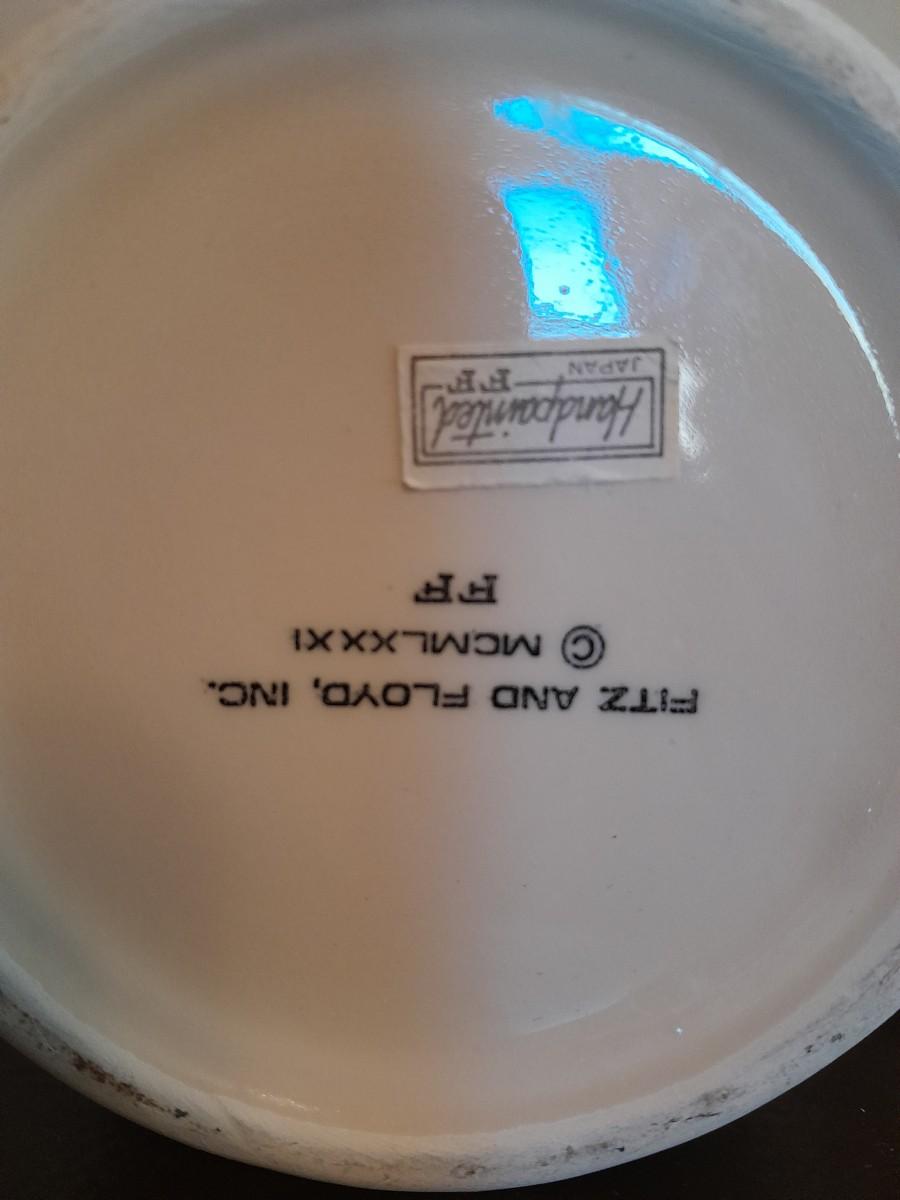 FITZ AND FLOYD, INC.
© MCMLXXXI
FF
Handpainted
FF
JAPAN